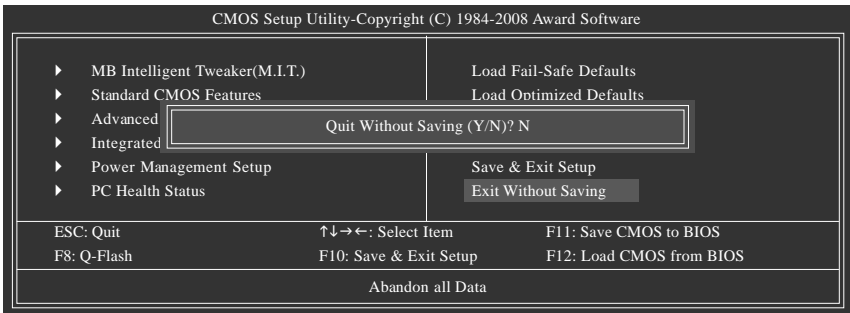 CMOS Setup Utility-Copyright (C) 1984-2008 Award Software
MB Intelligent Tweaker(M.I.T.)
Standard CMOS Features
Advanced
Integrated
Power Management Setup
PC Health Status
Load Fail-Safe Defaults
Load Optimized Defaults
Save & Exit Setup
Exit Without Saving
Quit Without Saving (Y/N)? N
ESC: Quit ↑↓→←: Select Item F11: Save CMOS to BIOS
F8: Q-Flash F10: Save & Exit Setup F12: Load CMOS from BIOS
Abandon all Data